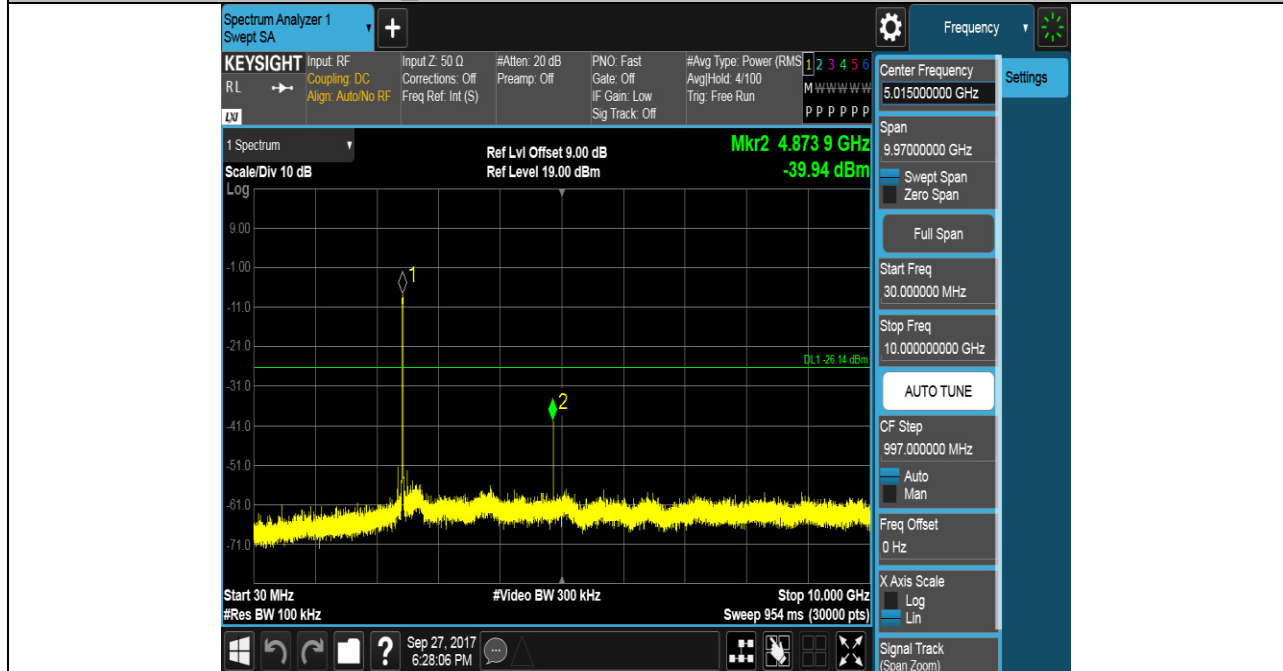 Spectrum Analyzer 1
Swept SA
+
Frequency
KEYSIGHT
RL
LXI
Input: RF
Coupling: DC
Align: Auto/No RF
Input Z: 50 Ω
Corrections: Off
Freq Ref: Int (S)
#Atten: 20 dB
Preamp: Off
PNO: Fast
Gate: Off
IF Gain: Low
Sig Track: Off
#Avg Type: Power (RMS
Avg|Hold: 4/100
Trig: Free Run
1 2 3 4 5 6
M W W W W W
P P P P P P
1 Spectrum
Scale/Div 10 dB
Log
Ref Lvl Offset 9.00 dB
Ref Level 19.00 dBm
Mkr2 4.873 9 GHz
-39.94 dBm
9.00
-1.00
1
-11.0
-21.0
DL1 -26.14 dBm
-31.0
2
-41.0
-51.0
-61.0
-71.0
Start 30 MHz
#Res BW 100 kHz
#Video BW 300 kHz
Stop 10.000 GHz
Sweep 954 ms (30000 pts)
?
Sep 27, 2017
6:28:06 PM
Center Frequency
5.015000000 GHz
Settings
Span
9.97000000 GHz
Swept Span
Zero Span
Full Span
Start Freq
30.000000 MHz
Stop Freq
10.000000000 GHz
AUTO TUNE
CF Step
997.000000 MHz
Auto
Man
Freq Offset
0 Hz
X Axis Scale
Log
Lin
Signal Track
(Span Zoom)